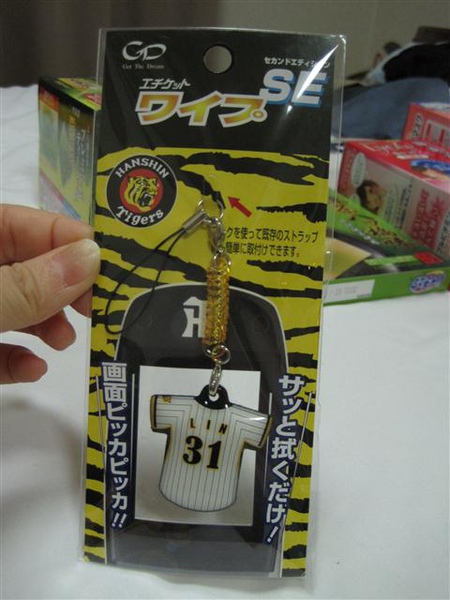 GD
Get The Dream
セカンドエディション
エチケット
ワイプ SE
HANSHIN
Tigers
クを使って既存のストラップ
簡単に取付けできます。
サッと拭くだけ!
画面ピッカピッカ!!
LIN
31